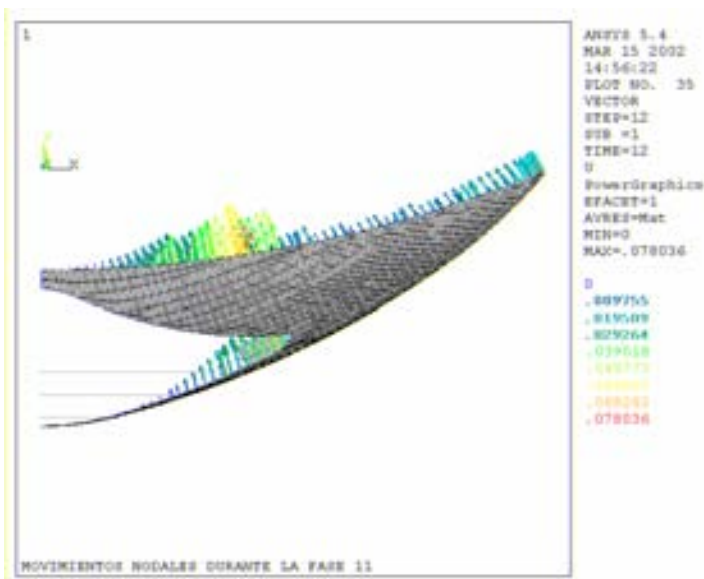 1
ANSYS 5.4
MAR 15 2002
14:56:22
PLOT NO. 35
VECTOR
STEP=12
SUB =1
TIME=12
U
PowerGraphics
EFACET=1
AVRES=Mat
MIN=0
MAX=.078036
X
0
.009755
.019509
.029264
.039018
.078036
MOVIMIENTOS NODALES DURANTE LA FASE 11